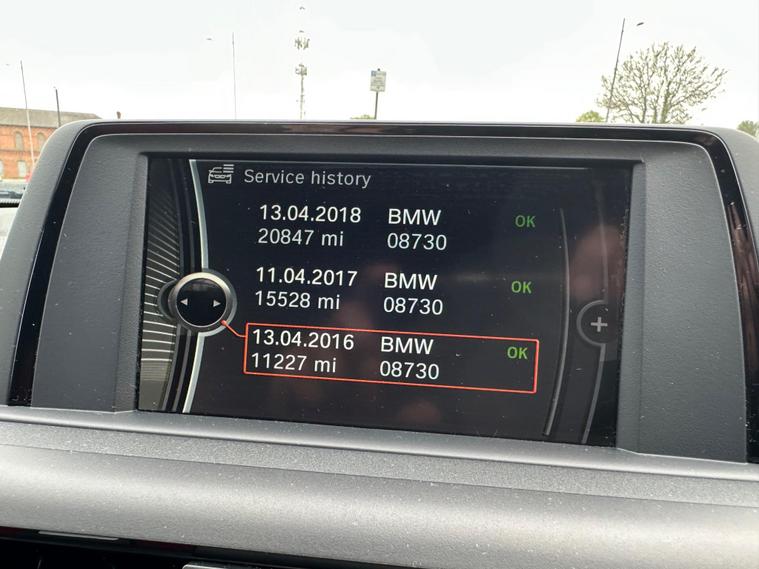 Service history
13.04.2018 BMW OK
20847 mi 08730
11.04.2017 BMW OK
15528 mi 08730
13.04.2016 BMW OK
11227 mi 08730